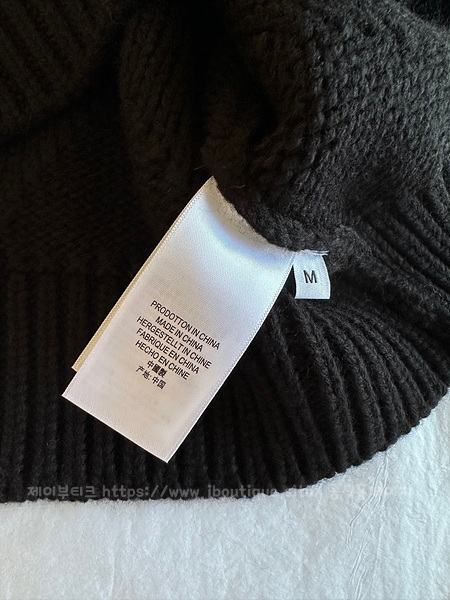 M
PRODOTTON IN CHINA
MADE IN CHINA
HERGESTELLT IN CHINE
FABRIQUE EN CHINA
HECHO EN CHINE
中國製
产地:中国
제이부티크 https://www.jboutique